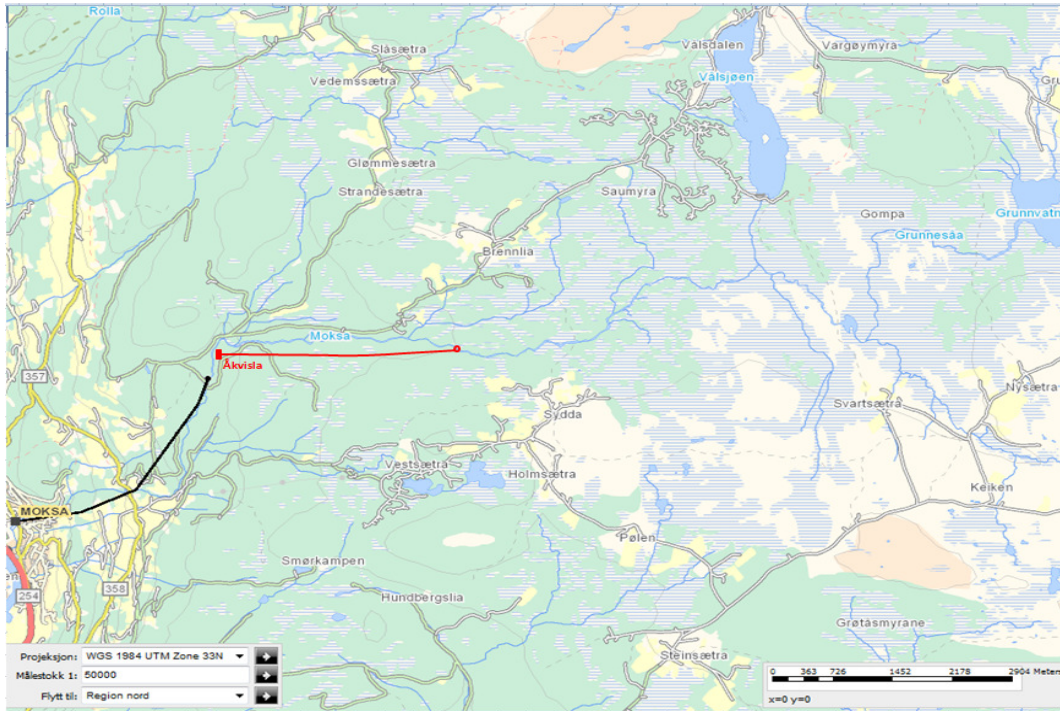 Rolla
Slåsætra
Vedemssætra
Vålsdalen
Vargøymyra
Vålsjøen
Glømmesætra
Strandesætra
Saumyra
Gompa
Grunnvatn
Grunnesåa
Brennlia
Moksa
Åkvisla
357
Nysætra
Svartsætra
Sydda
Vestsætra
Holmsætra
Keiken
MOKSA
Pølen
Smørkampen
358
254
Hundbergslia
Grøtåsmyrane
Steinsætra
Projeksjon: WGS 1984 UTM Zone 33N
Målestokk 1: 50000
Flytt til: Region nord
0 363 726 1452 2178 2904 Meters
x=0 y=0